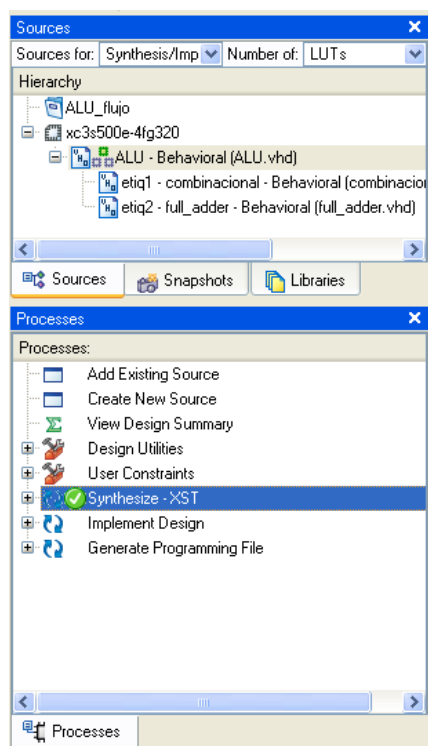 Sources
Sources for: Synthesis/Imp Number of: LUTs
Hierarchy
ALU_flujo
xc3s500e-4fg320
ALU - Behavioral (ALU.vhd)
etiq1 - combinacional - Behavioral (combinacio
etiq2 - full_adder - Behavioral (full_adder.vhd)
Sources Snapshots Libraries
Processes
Processes:
Add Existing Source
Create New Source
View Design Summary
Design Utilities
User Constraints
Synthesize - XST
Implement Design
Generate Programming File
Processes